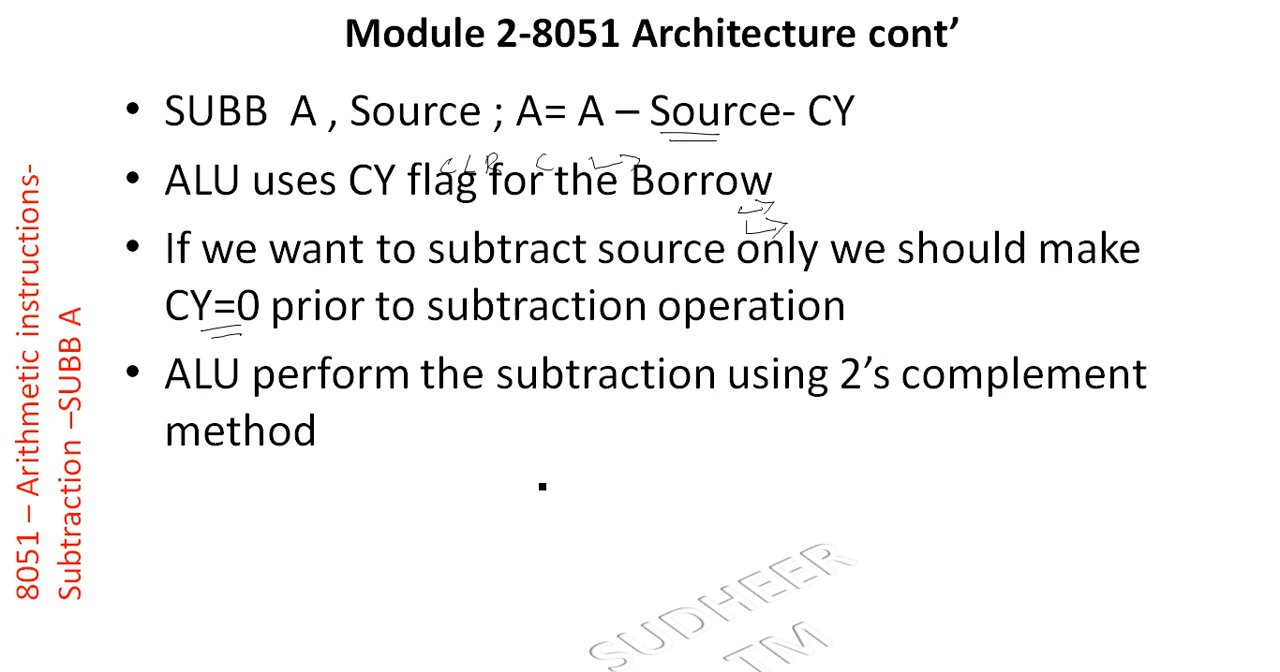 Module 2-8051 Architecture cont’
• SUBB A , Source ; A= A – Source- CY
CLR C
• ALU uses CY flag for the Borrow
• If we want to subtract source only we should make
CY=0 prior to subtraction operation
• ALU perform the subtraction using 2’s complement
method
8051 – Arithmetic instructions-
Subtraction –SUBB A
SUDHEER
TM